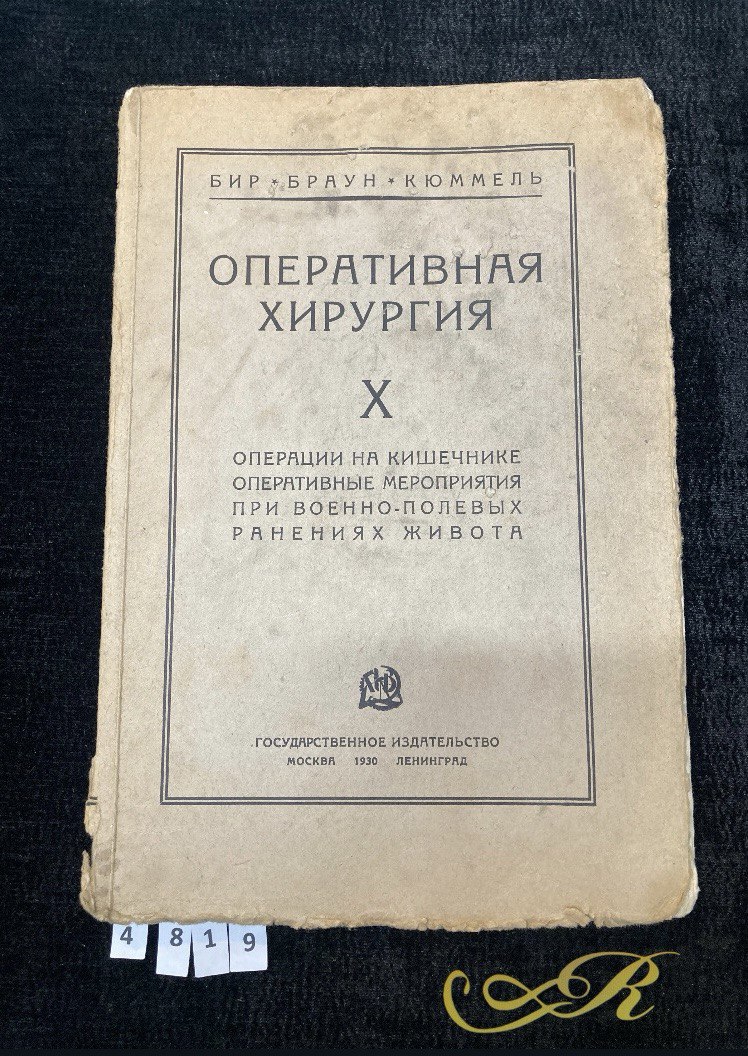 БИР * БРАУН * КЮММЕЛЬ
ОПЕРАТИВНАЯ
ХИРУРГИЯ
X
ОПЕРАЦИИ НА КИШЕЧНИКЕ
ОПЕРАТИВНЫЕ МЕРОПРИЯТИЯ
ПРИ ВОЕННО-ПОЛЕВЫХ
РАНЕНИЯХ ЖИВОТА
ГОСУДАРСТВЕННОЕ ИЗДАТЕЛЬСТВО
МОСКВА 1930 ЛЕНИНГРАД
4 8 1 9